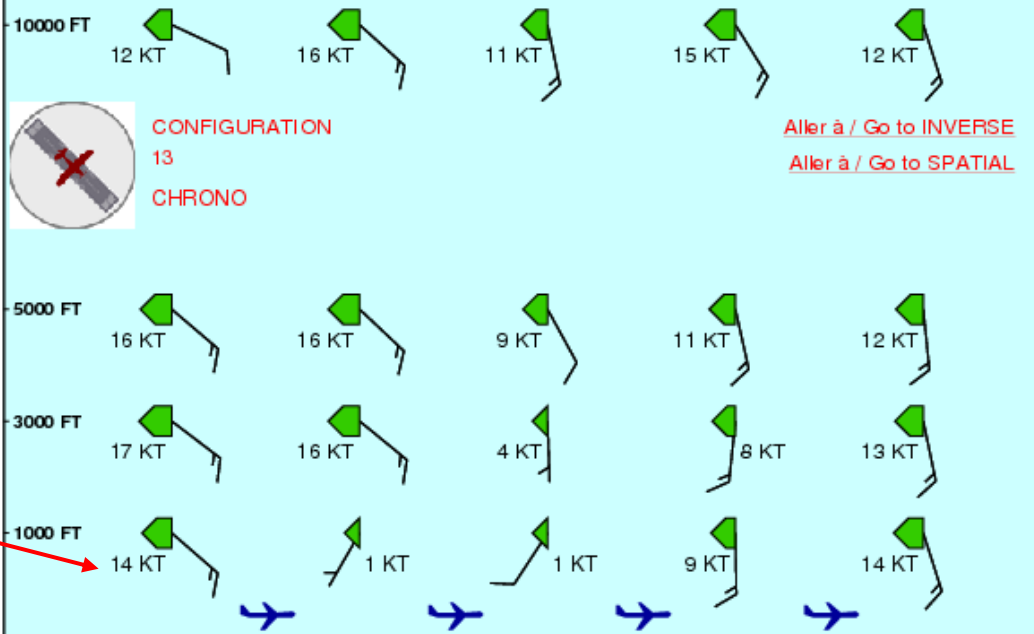 10000 FT
12 KT 16 KT 11 KT 15 KT 12 KT
CONFIGURATION
13
CHRONO
Aller à / Go to INVERSE
Aller à / Go to SPATIAL
5000 FT
16 KT 16 KT 9 KT 11 KT 12 KT
3000 FT
17 KT 16 KT 4 KT 8 KT 13 KT
1000 FT
14 KT 1 KT 1 KT 9 KT 14 KT